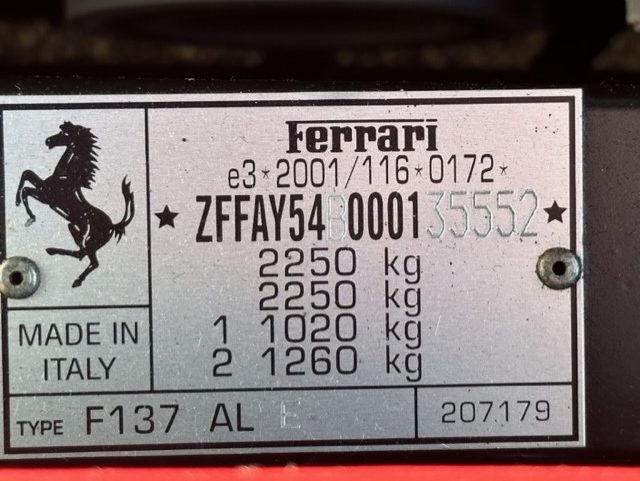 Ferrari
e3*2001/116*0172*
★ZFFAY54B000135552★
2250 kg
2250 kg
1 1020 kg
2 1260 kg
MADE IN
ITALY
TYPE F137 AL E
207179